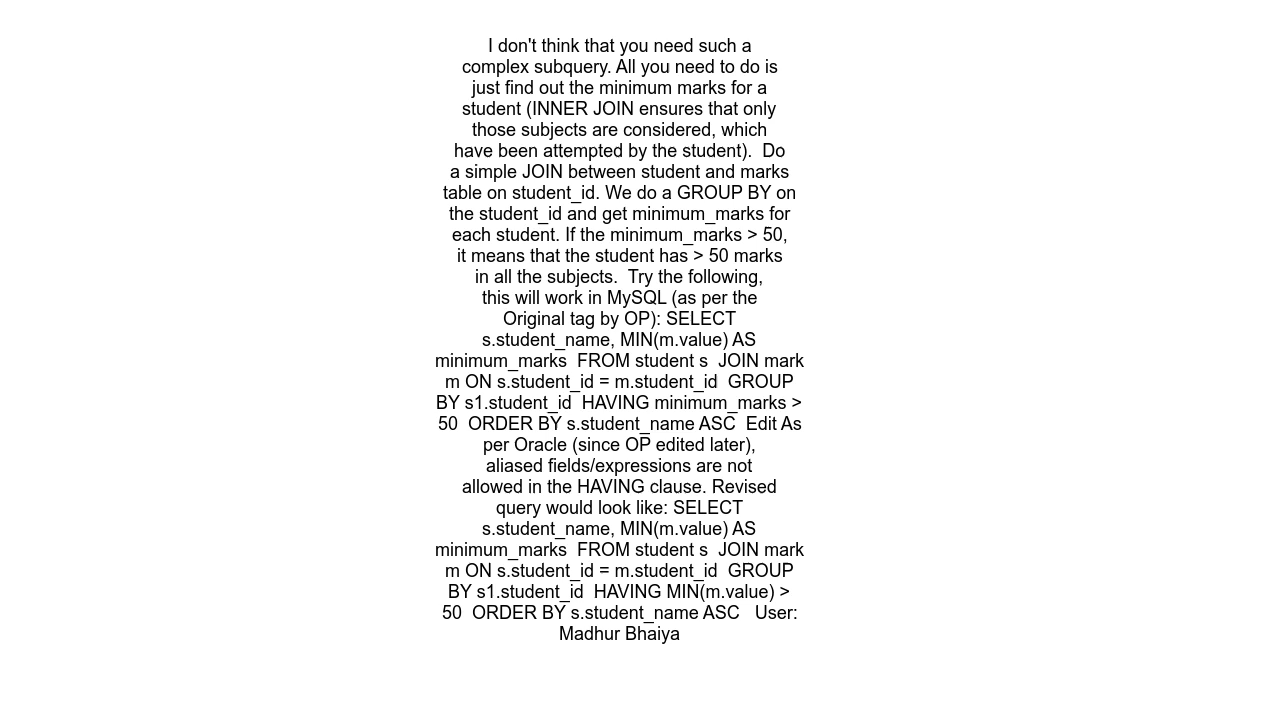 I don't think that you need such a
complex subquery. All you need to do is
just find out the minimum marks for a
student (INNER JOIN ensures that only
those subjects are considered, which
have been attempted by the student).  Do
a simple JOIN between student and marks
table on student_id. We do a GROUP BY on
the student_id and get minimum_marks for
each student. If the minimum_marks > 50,
it means that the student has > 50 marks
in all the subjects.  Try the following,
this will work in MySQL (as per the
Original tag by OP): SELECT
s.student_name, MIN(m.value) AS
minimum_marks  FROM student s  JOIN mark
m ON s.student_id = m.student_id  GROUP
BY s1.student_id  HAVING minimum_marks >
50  ORDER BY s.student_name ASC  Edit As
per Oracle (since OP edited later),
aliased fields/expressions are not
allowed in the HAVING clause. Revised
query would look like: SELECT
s.student_name, MIN(m.value) AS
minimum_marks  FROM student s  JOIN mark
m ON s.student_id = m.student_id  GROUP
BY s1.student_id  HAVING MIN(m.value) >
50  ORDER BY s.student_name ASC   User:
Madhur Bhaiya